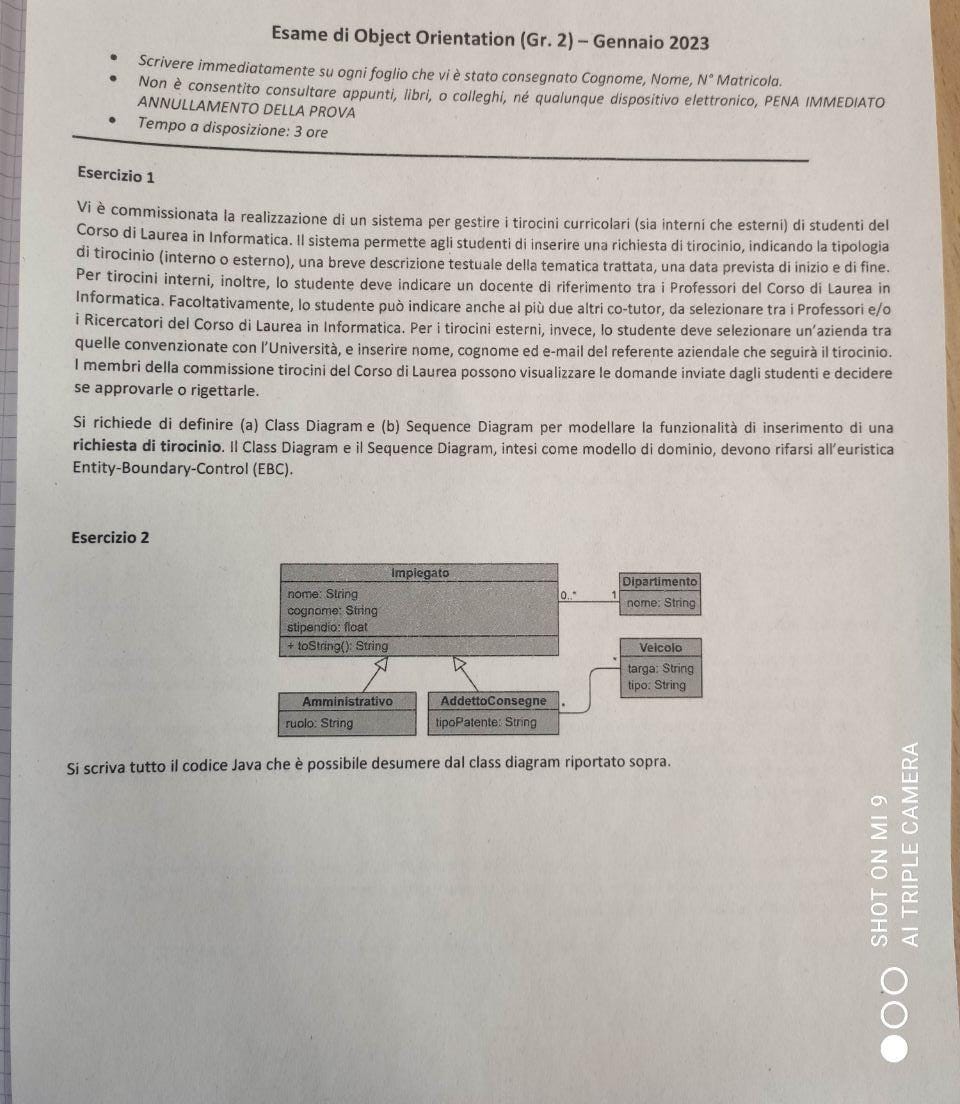 Esame di Object Orientation (Gr. 2) – Gennaio 2023
• Scrivere immediatamente su ogni foglio che vi è stato consegnato Cognome, Nome, N° Matricola.
• Non è consentito consultare appunti, libri, o colleghi, né qualunque dispositivo elettronico, PENA IMMEDIATO
ANNULLAMENTO DELLA PROVA
• Tempo a disposizione: 3 ore
Esercizio 1
Vi è commissionata la realizzazione di un sistema per gestire i tirocini curricolari (sia interni che esterni) di studenti del
Corso di Laurea in Informatica. Il sistema permette agli studenti di inserire una richiesta di tirocinio, indicando la tipologia
di tirocinio (interno o esterno), una breve descrizione testuale della tematica trattata, una data prevista di inizio e di fine.
Per tirocini interni, inoltre, lo studente deve indicare un docente di riferimento tra i Professori del Corso di Laurea in
Informatica. Facoltativamente, lo studente può indicare anche al più due altri co-tutor, da selezionare tra i Professori e/o
i Ricercatori del Corso di Laurea in Informatica. Per i tirocini esterni, invece, lo studente deve selezionare un'azienda tra
quelle convenzionate con l'Università, e inserire nome, cognome ed e-mail del referente aziendale che seguirà il tirocinio.
I membri della commissione tirocini del Corso di Laurea possono visualizzare le domande inviate dagli studenti e decidere
se approvarle o rigettarle.
Si richiede di definire (a) Class Diagram e (b) Sequence Diagram per modellare la funzionalità di inserimento di una
richiesta di tirocinio. Il Class Diagram e il Sequence Diagram, intesi come modello di dominio, devono rifarsi all'euristica
Entity-Boundary-Control (EBC).
Esercizio 2
Impiegato
nome: String
cognome: String
stipendio: float
+ toString(): String
0..*
1
Dipartimento
nome: String
Veicolo
targa: String
tipo: String
*
*
Amministrativo
ruolo: String
AddettoConsegne
tipoPatente: String
Si scriva tutto il codice Java che è possibile desumere dal class diagram riportato sopra.
SHOT ON MI 9
AI TRIPLE CAMERA